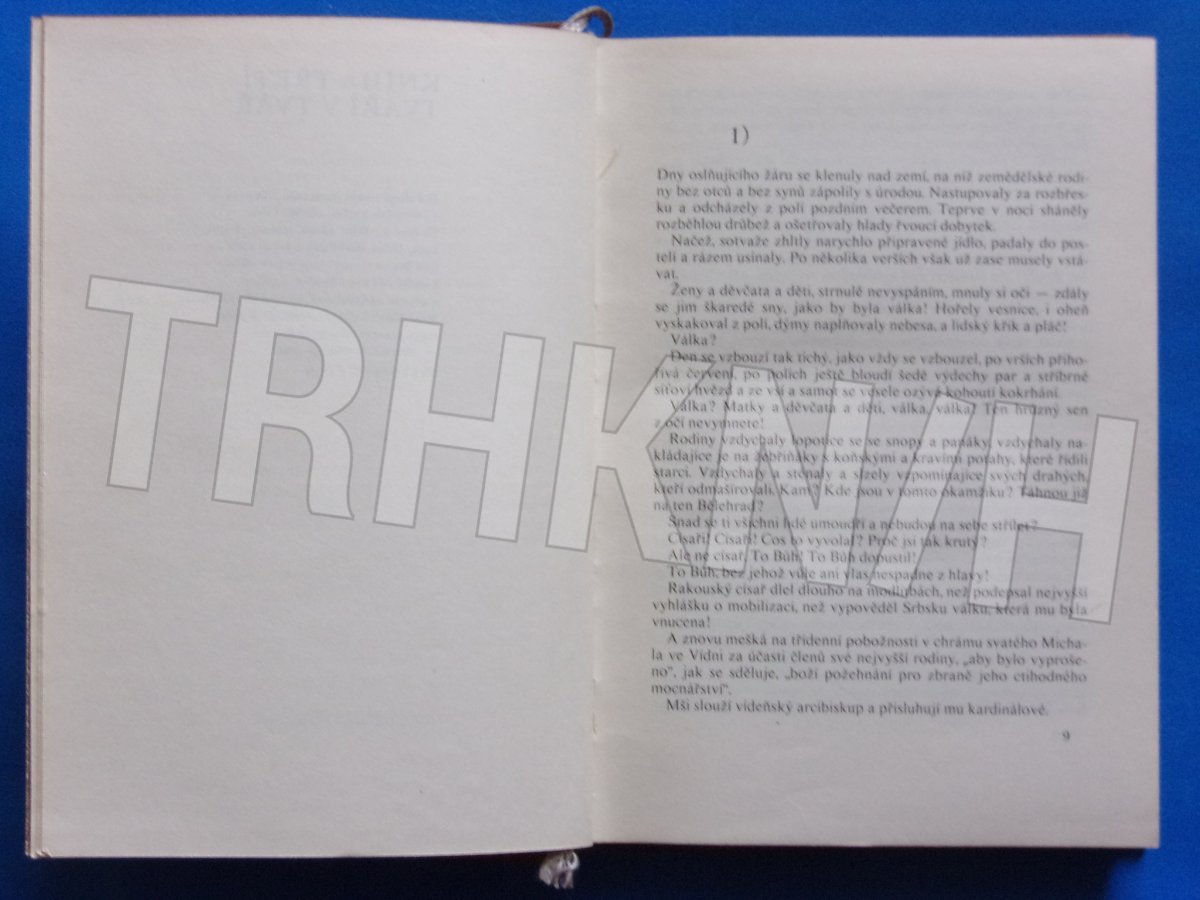 1)
Dny oslňujícího žáru se klenuly nad zemí, na níž zemědělské rodi-
ny bez otců a bez synů zápolily s úrodou. Nastupovaly za rozbřes-
ku a odcházely z polí pozdním večerem. Teprve v noci sháněly
rozběhlou drůbež a ošetřovaly hlady řvoucí dobytek.
Načež, sotvaže zhltly narychlo připravené jídlo, padaly do pos-
telí a rázem usínaly. Po několika verších však už zase musely vstá-
vat.
Ženy a děvčata a děti, strnulé nevyspáním, mnuly si oči — zdály
se jim škaredé sny, jako by byla válka! Hořely vesnice, i oheň
vyskakoval z polí, dýmy naplňovaly nebesa, a lidský křik a pláč!
Válka?
Den se vzbouzí tak tichý, jako vždy se vzbouzel, po vrších přiho-
řívá červení, po polích ještě bloudí šedé výdechy par a stříbrné
síťoví hvězd a ze vsí a samot se vesele ozývá kohoutí kokrhání.
Válka? Matky a děvčata a děti, válka, válka! Ten hrůzný sen
z očí nevymnete!
Rodiny vzdychaly lopotíce se se snopy a panáky, vzdychaly na-
kládajíce je na žebřiňáky s koňskými a kravími potahy, které řídili
starci. Vzdychaly a sténaly a slzely vzpomínajíce svých drahých,
kteří odmašírovali. Kam? Kde jsou v tomto okamžiku? Táhnou již
na ten Bělehrad?
Snad se ti všichni lidé umoudří a nebudou na sebe střílet?
Císaři! Císaři! Cos to vyvolal? Proč jsi tak krutý?
Ale ne císař. To Bůh! To Bůh dopustil!
To Bůh, bez jehož vůle ani vlas nespadne z hlavy!
Rakouský císař dlel dlouho na modlitbách, než podepsal nejvyšší
vyhlášku o mobilizaci, než vypověděl Srbsku válku, která mu byla
vnucena!
A znovu mešká na třídenní pobožnosti v chrámu svatého Micha-
la ve Vídni za účasti členů své nejvyšší rodiny, „aby bylo vyproše-
no", jak se sděluje, „boží požehnání pro zbraně jeho ctihodného
mocnářství".
Mši slouží vídeňský arcibiskup a přisluhují mu kardinálové.
9
TRHKNIH